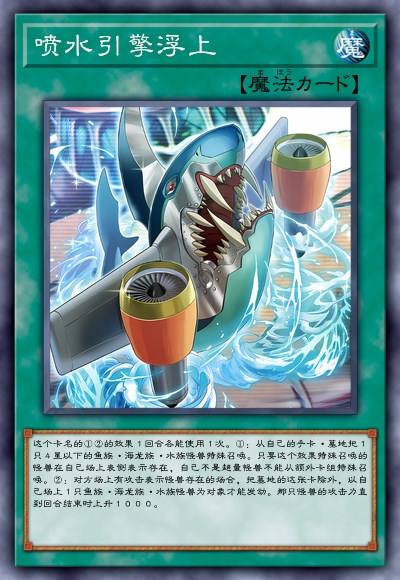 喷水引擎浮上
魔
【魔法カード】
まほう
这个卡名的①②的效果1回合各能使用1次。①：从自己的手卡·墓地把1
只4星以下的鱼族·海龙族·水族怪兽特殊召唤。只要这个效果特殊召唤的
怪兽在自己场上表侧表示存在，自己不是超量怪兽不能从额外卡组特殊召
唤。②：对方场上有攻击表示怪兽存在的场合，把墓地的这张卡除外，以自
己场上1只鱼族·海龙族·水族怪兽为对象才能发动。那只怪兽的攻击力直
到回合结束时上升1000。